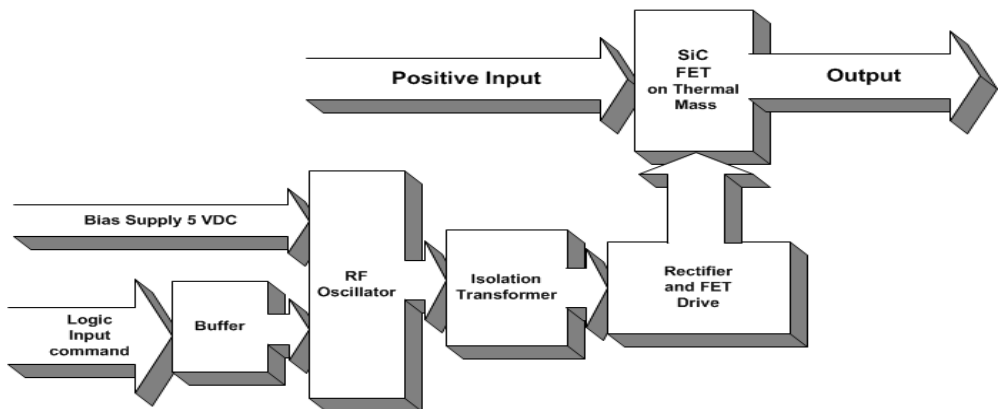 SiC
FET
on Thermal
Mass
Positive Input
Output
Bias Supply 5 VDC
RF
Oscillator
Isolation
Transformer
Rectifier
and FET
Drive
Logic
Input
command
Buffer